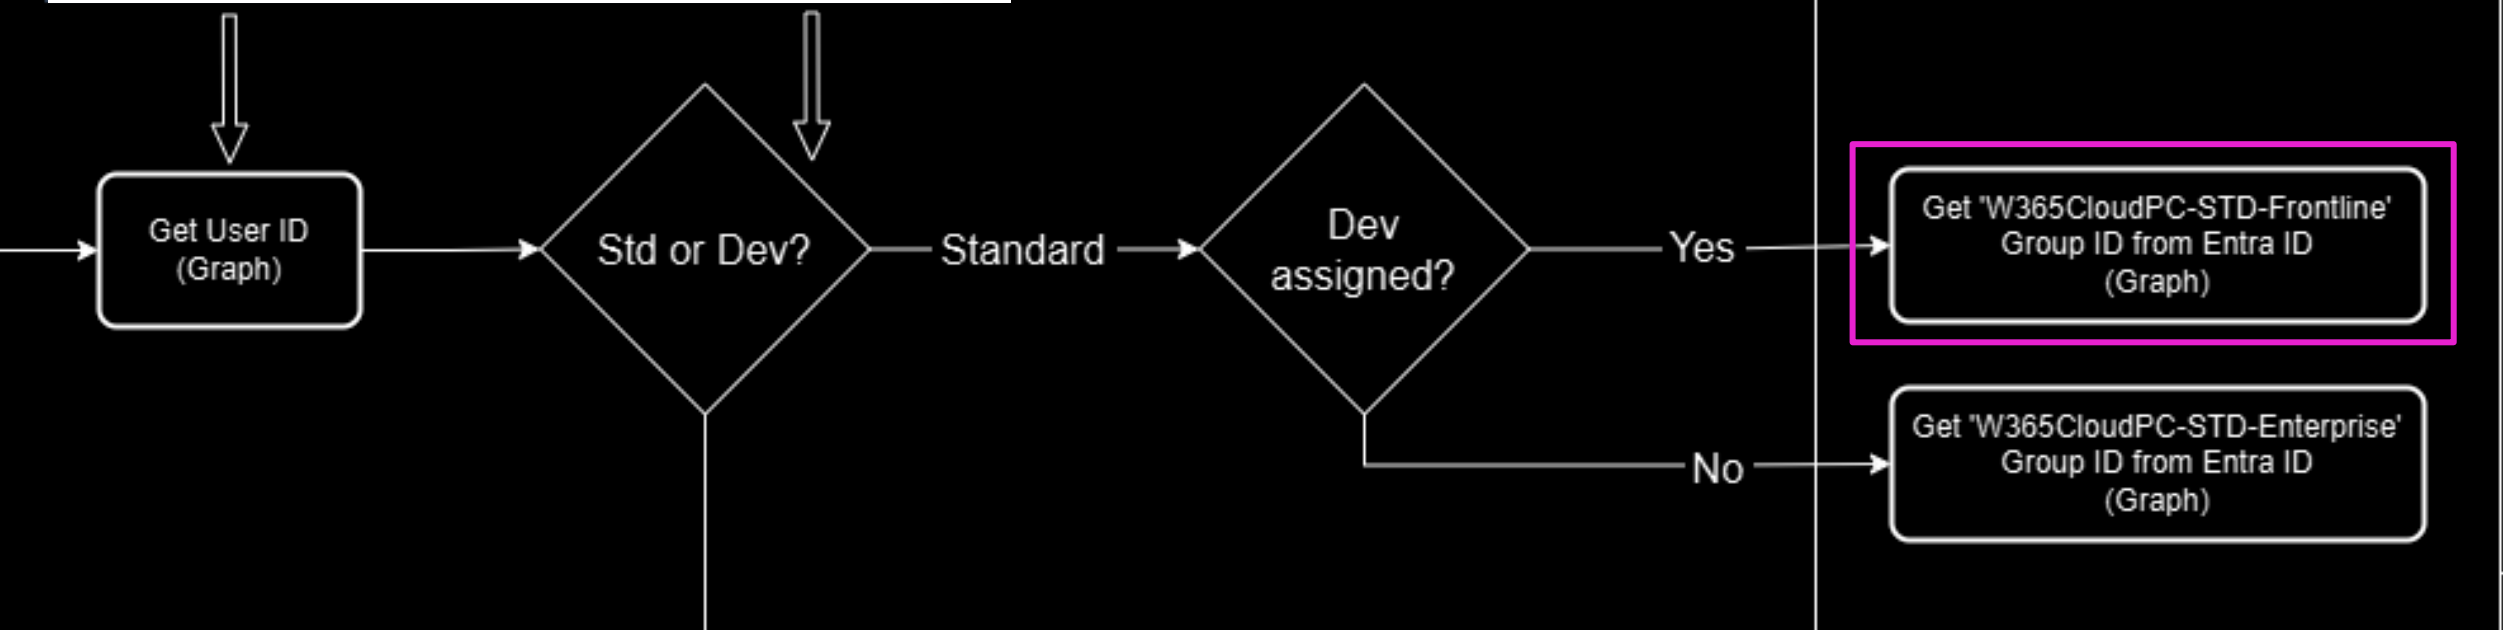 Get User ID
(Graph)
Std or Dev?
Standard
Dev
assigned?
Yes
Get 'W365CloudPC-STD-Frontline'
Group ID from Entra ID
(Graph)
No
Get 'W365CloudPC-STD-Enterprise'
Group ID from Entra ID
(Graph)